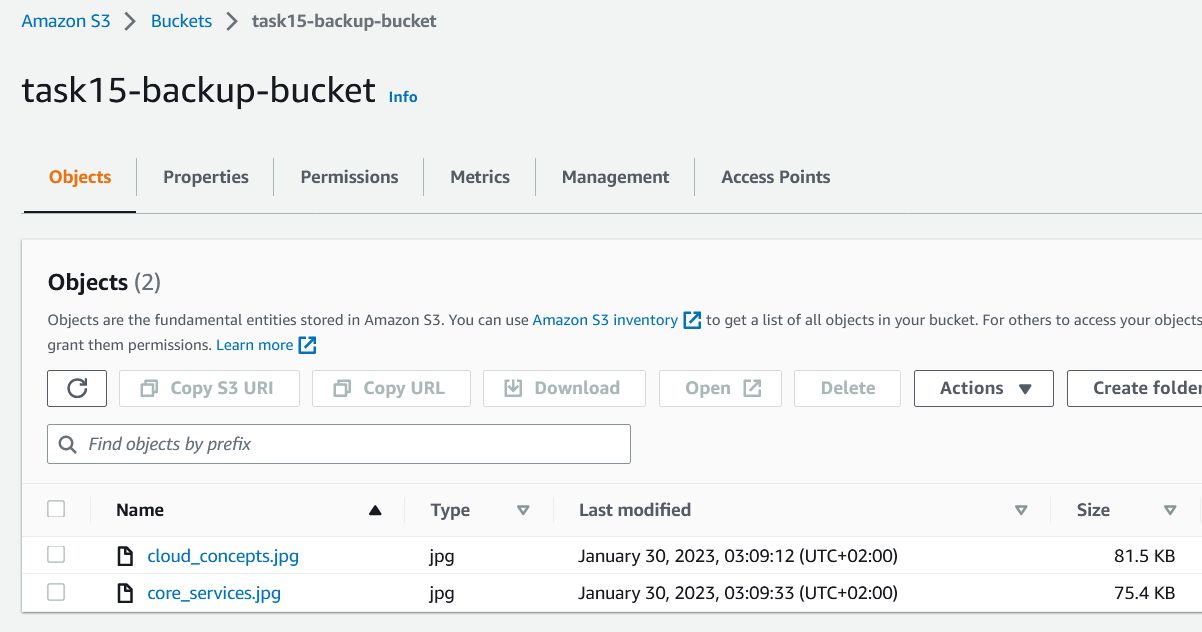 Amazon S3 > Buckets > task15-backup-bucket
task15-backup-bucket Info
Objects Properties Permissions Metrics Management Access Points
Objects (2)
Objects are the fundamental entities stored in Amazon S3. You can use Amazon S3 inventory to get a list of all objects in your bucket. For others to access your objects
grant them permissions. Learn more
Copy S3 URI Copy URL Download Open Delete Actions Create folder
Find objects by prefix
Name Type Last modified Size
cloud_concepts.jpg jpg January 30, 2023, 03:09:12 (UTC+02:00) 81.5 KB
core_services.jpg jpg January 30, 2023, 03:09:33 (UTC+02:00) 75.4 KB